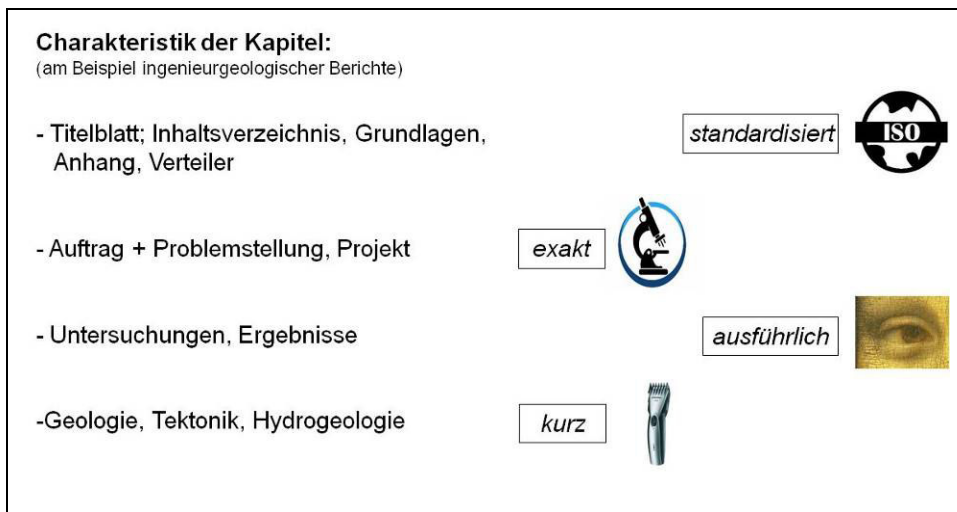 Charakteristik der Kapitel:
(am Beispiel ingenieurgeologischer Berichte)
- Titelblatt; Inhaltsverzeichnis, Grundlagen,
Anhang, Verteiler
standardisiert
ISO
- Auftrag + Problemstellung, Projekt
exakt
- Untersuchungen, Ergebnisse
ausführlich
-Geologie, Tektonik, Hydrogeologie
kurz